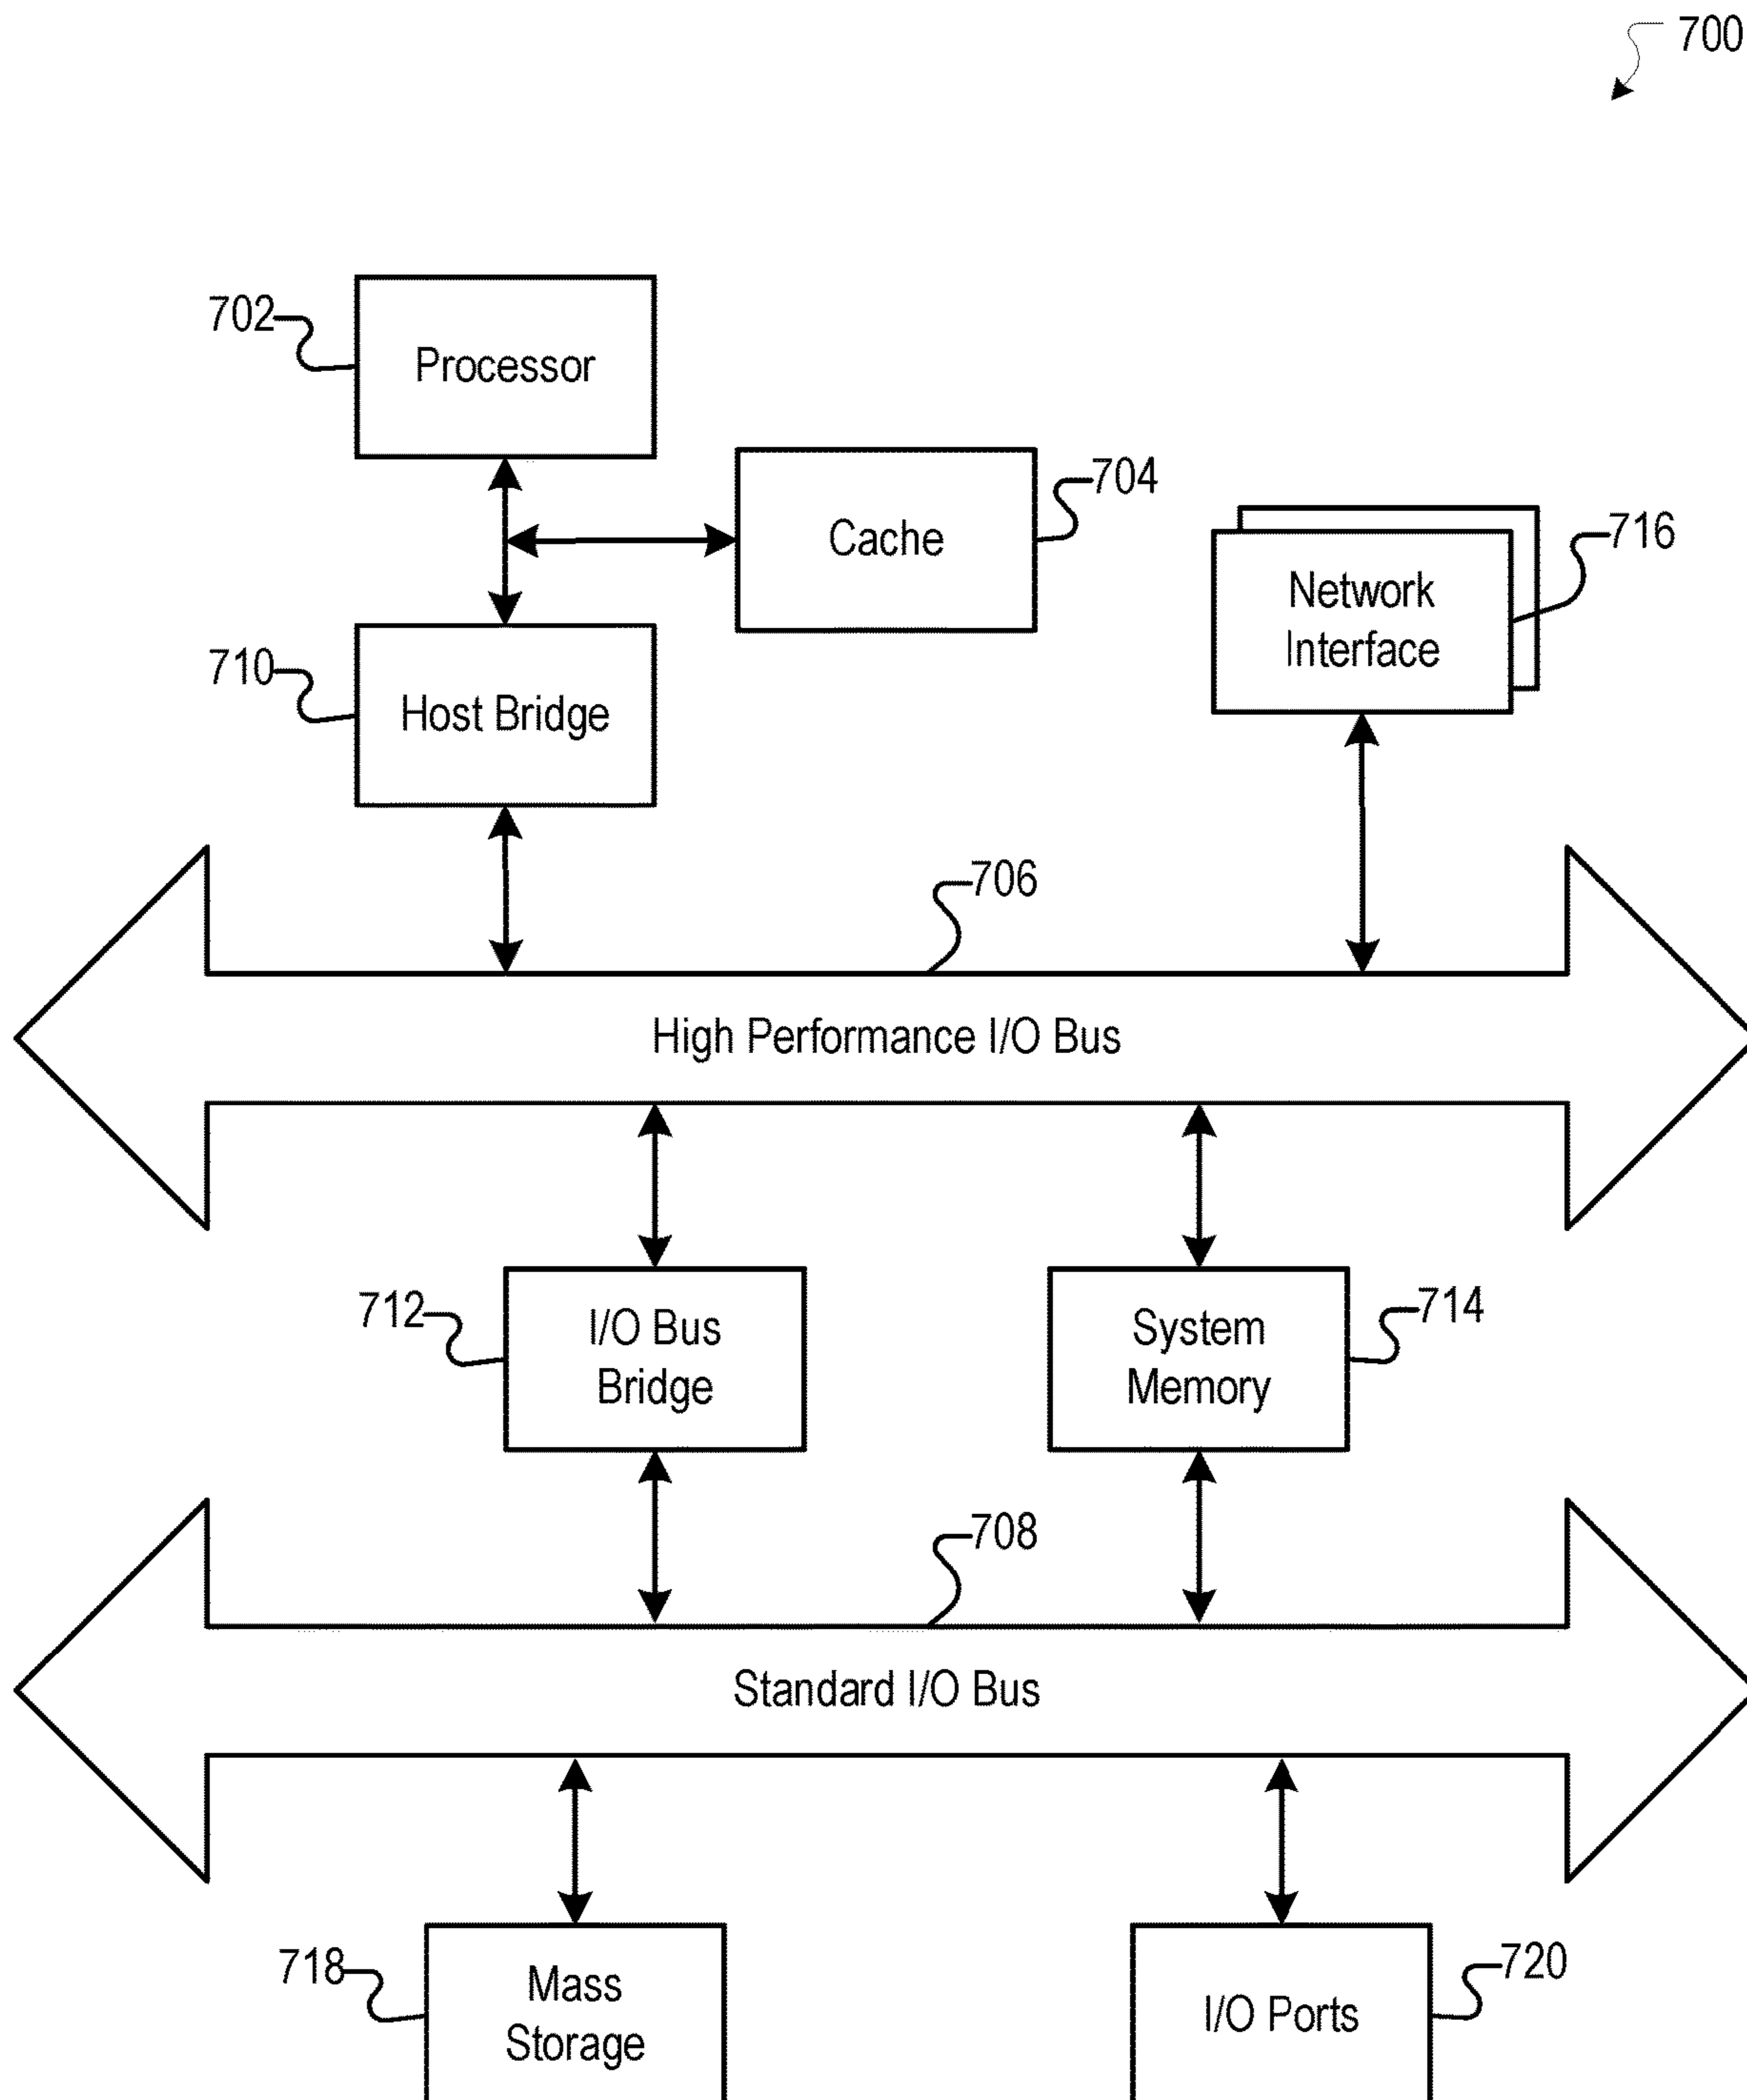 700
702
Processor
704
Cache
716
Network
Interface
710
Host Bridge
706
High Performance I/O Bus
712
I/O Bus
Bridge
714
System
Memory
708
Standard I/O Bus
718
Mass
Storage
720
I/O Ports